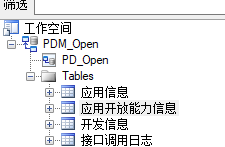 筛选
工作空间
PDM_Open
PD_Open
Tables
应用信息
应用开放能力信息
开发信息
接口调用日志